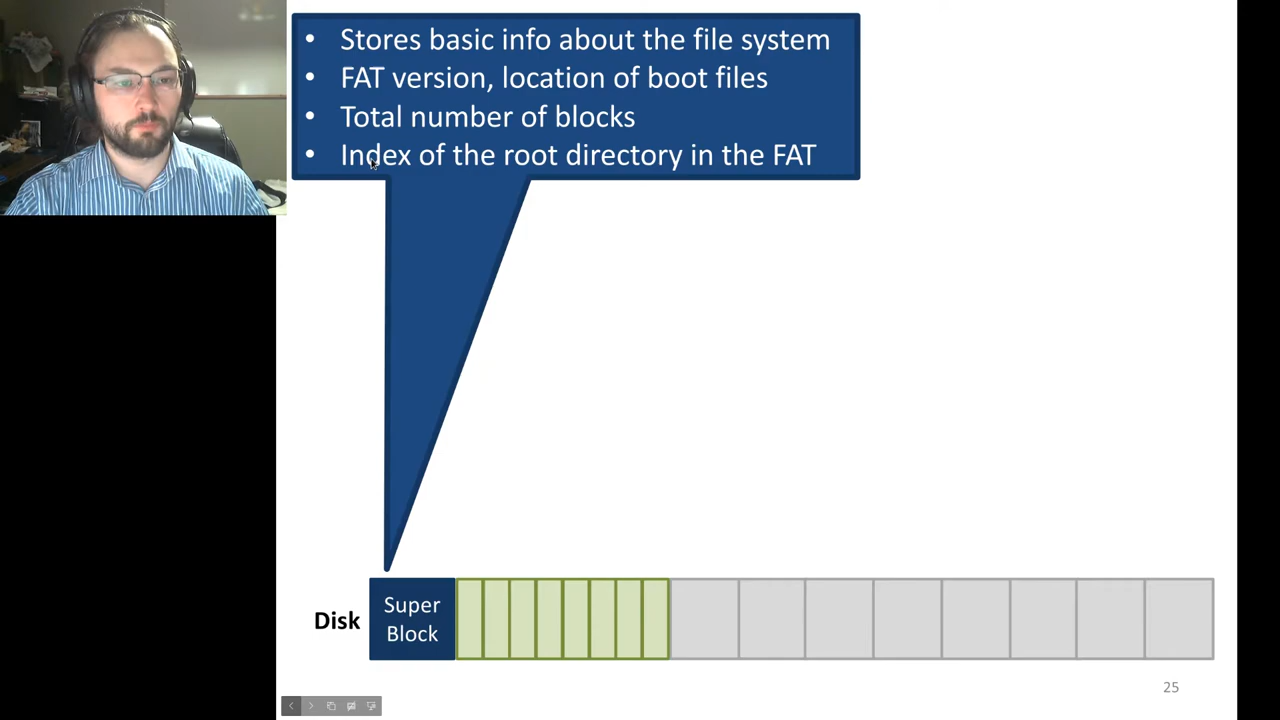 • Stores basic info about the file system
• FAT version, location of boot files
• Total number of blocks
• Index of the root directory in the FAT
Disk
Super
Block
25